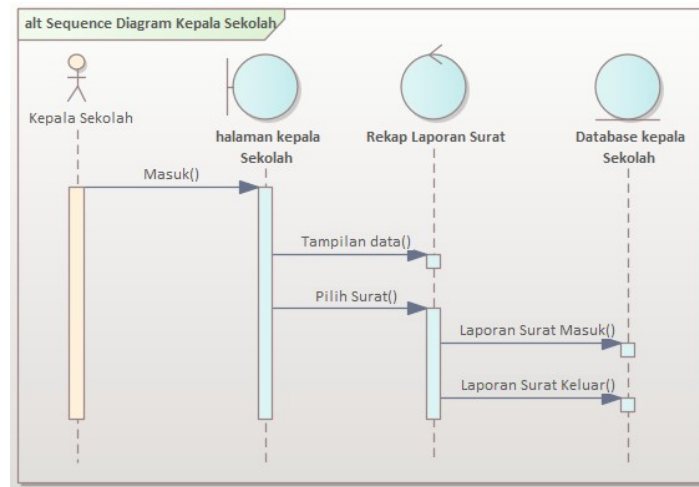 alt Sequence Diagram Kepala Sekolah
Kepala Sekolah
halaman kepala
Sekolah
Rekap Laporan Surat
Database kepala
Sekolah
Masuk()
Tampilan data()
Pilih Surat()
Laporan Surat Masuk()
Laporan Surat Keluar()